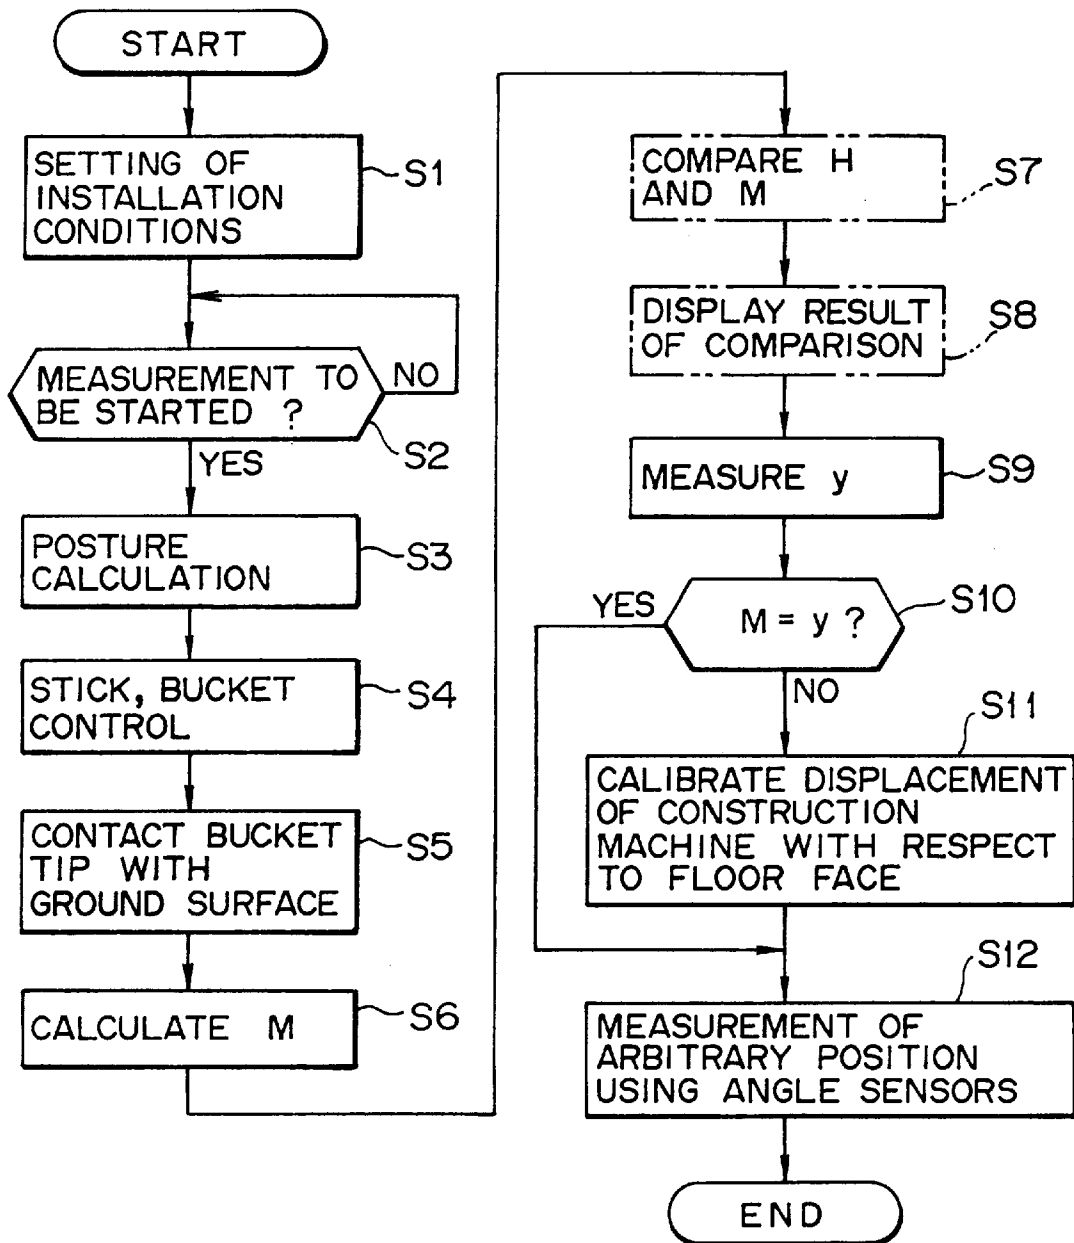 START
SETTING OF
INSTALLATION
CONDITIONS
S1
MEASUREMENT TO
BE STARTED ?
NO
S2
YES
POSTURE
CALCULATION
S3
STICK, BUCKET
CONTROL
S4
CONTACT BUCKET
TIP WITH
GROUND SURFACE
S5
CALCULATE M
S6
COMPARE H
AND M
S7
DISPLAY RESULT
OF COMPARISON
S8
MEASURE y
S9
YES
M = y ?
S10
NO
S11
CALIBRATE DISPLACEMENT
OF CONSTRUCTION
MACHINE WITH RESPECT
TO FLOOR FACE
S12
MEASUREMENT OF
ARBITRARY POSITION
USING ANGLE SENSORS
END